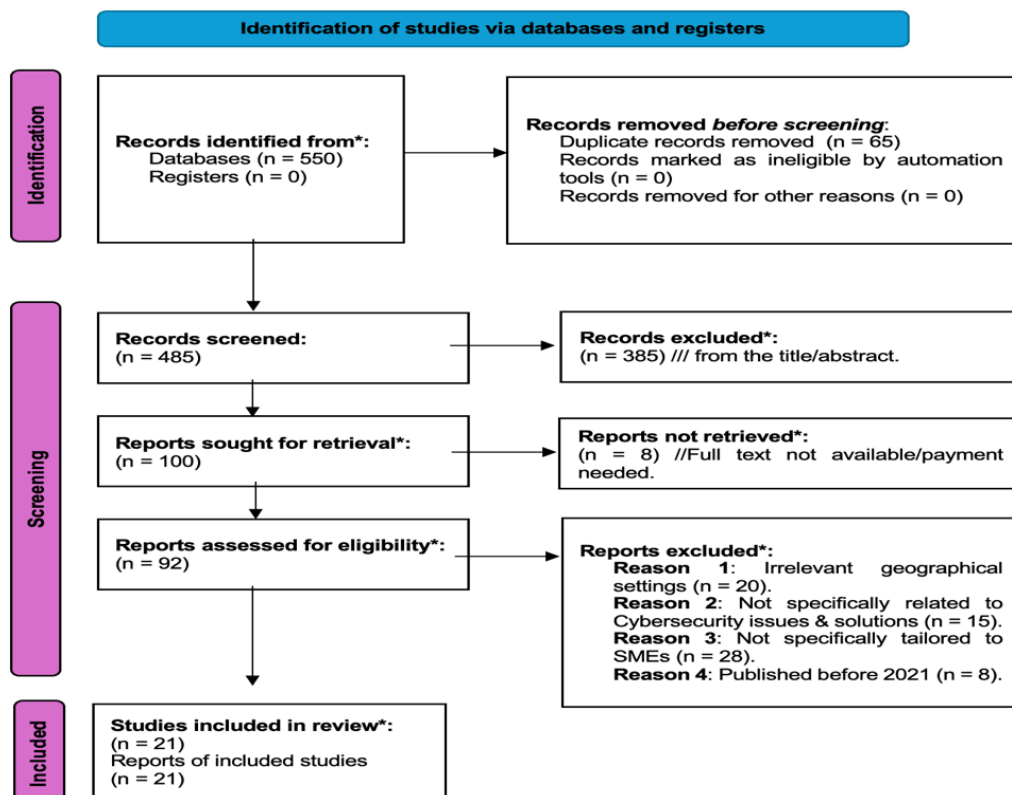 Identification of studies via databases and registers
Identification
Records identified from*:
Databases (n = 550)
Registers (n = 0)
Records removed before screening:
Duplicate records removed (n = 65)
Records marked as ineligible by automation
tools (n = 0)
Records removed for other reasons (n = 0)
Screening
Records screened:
(n = 485)
Records excluded*:
(n = 385) /// from the title/abstract.
Reports sought for retrieval*:
(n = 100)
Reports not retrieved*:
(n = 8) //Full text not available/payment
needed.
Reports assessed for eligibility*:
(n = 92)
Reports excluded*:
Reason 1: Irrelevant geographical
settings (n = 20).
Reason 2: Not specifically related to
Cybersecurity issues & solutions (n = 15).
Reason 3: Not specifically tailored to
SMEs (n = 28).
Reason 4: Published before 2021 (n = 8).
Included
Studies included in review*:
(n = 21)
Reports of included studies
(n = 21)